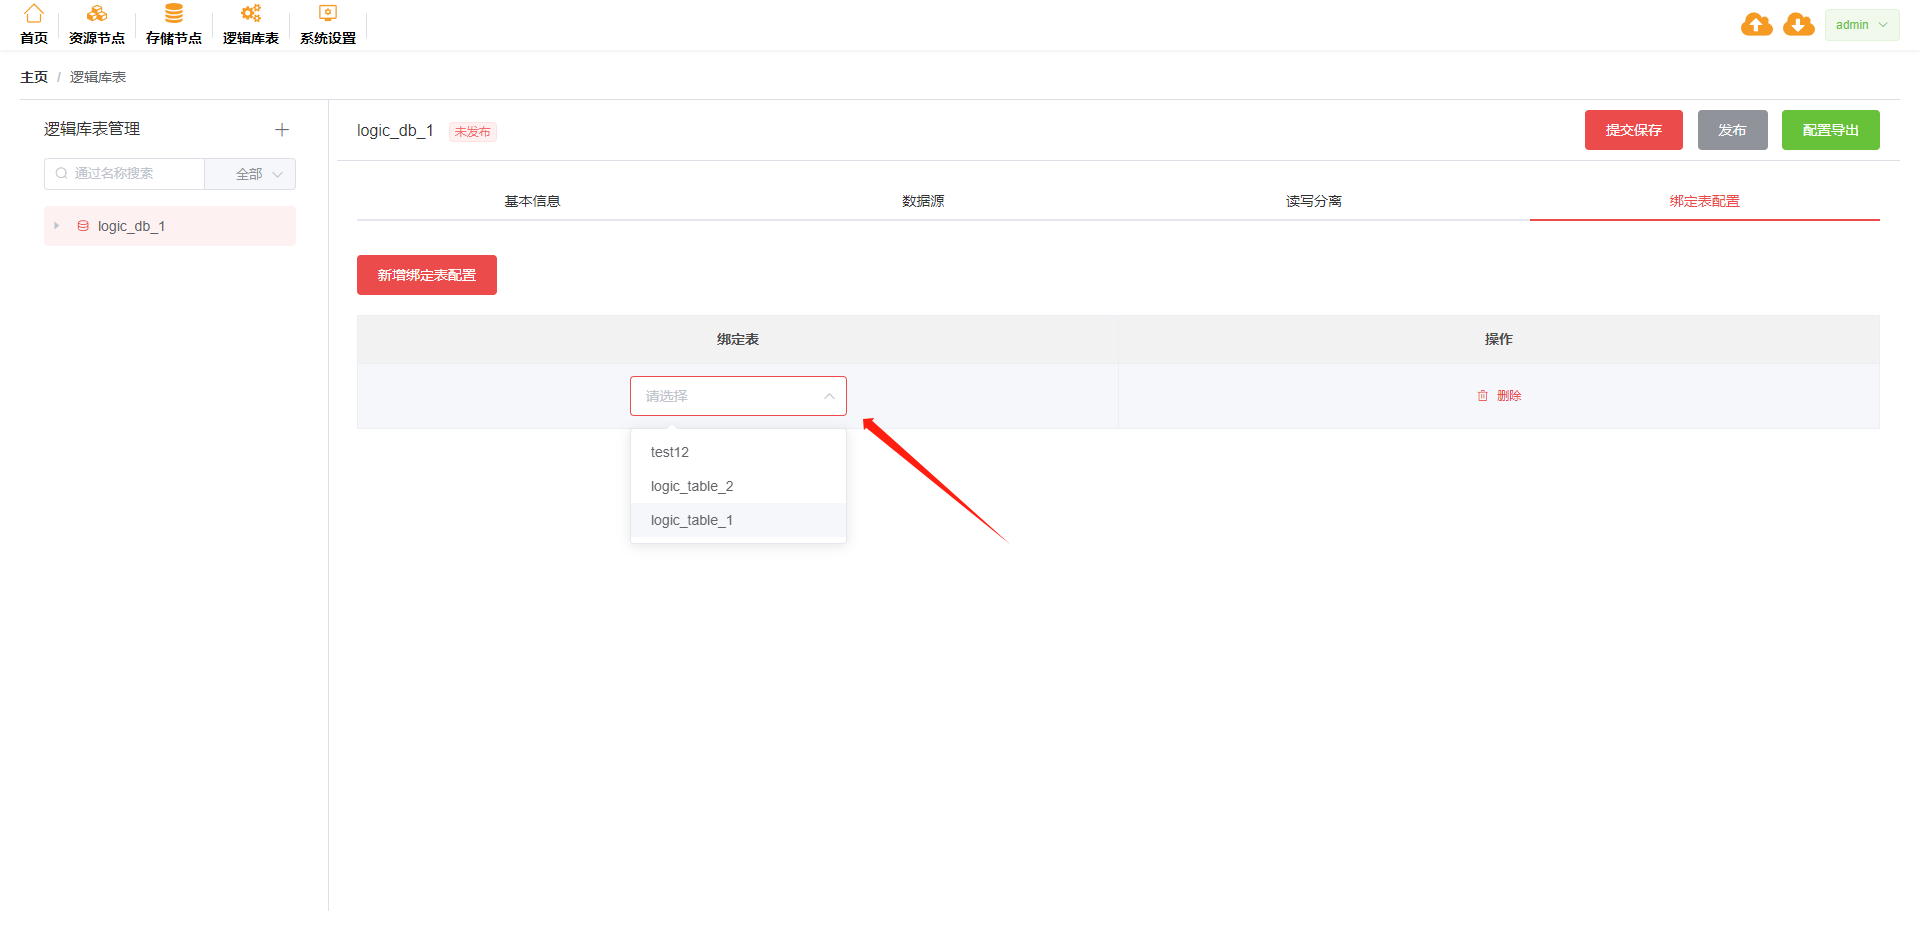 首页
资源节点
存储节点
逻辑库表
系统设置
admin
主页 / 逻辑库表
逻辑库表管理
通过名称搜索
全部
logic_db_1
logic_db_1
未发布
提交保存
发布
配置导出
基本信息
数据源
读写分离
绑定表配置
新增绑定表配置
绑定表
操作
请选择
删除
test12
logic_table_2
logic_table_1